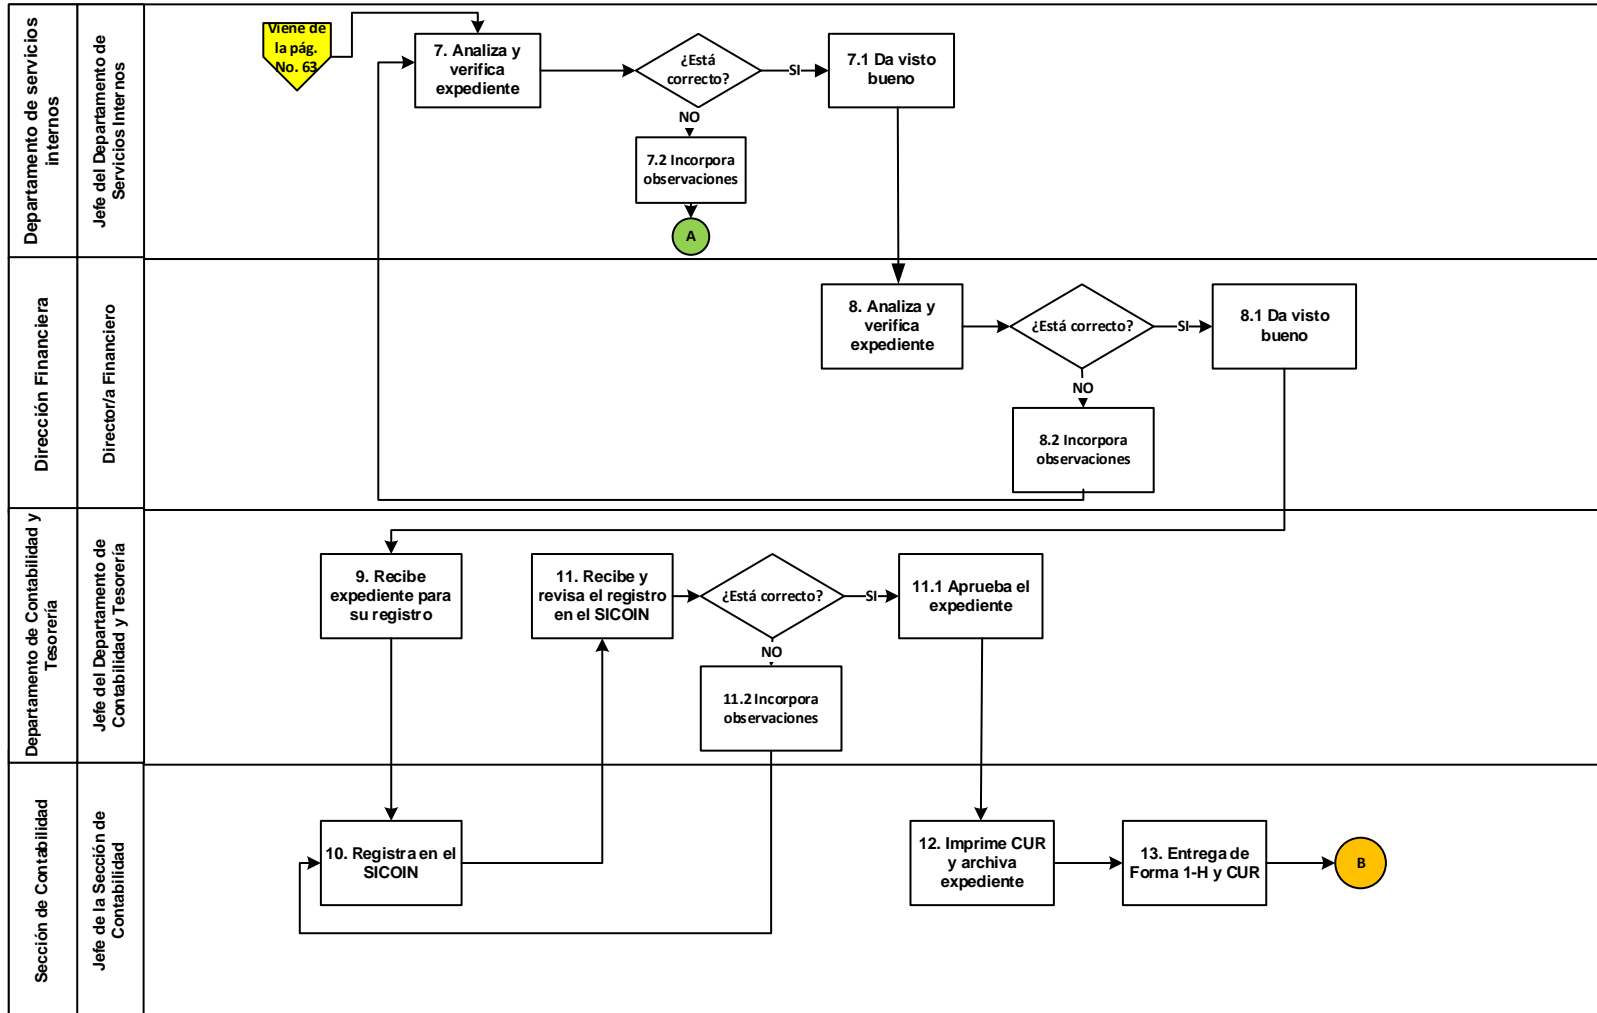 Departamento de servicios
internos
Jefe del Departamento de
Servicios Internos
Viene de
la pág.
No. 63
7. Analiza y
verifica
expediente
¿Está
correcto?
SI
7.1 Da visto
bueno
NO
7.2 Incorpora
observaciones
A
Dirección Financiera
Director/a Financiero
8. Analiza y
verifica
expediente
¿Está correcto?
SI
8.1 Da visto
bueno
NO
8.2 Incorpora
observaciones
Departamento de Contabilidad y
Tesorería
Jefe del Departamento de
Contabilidad y Tesorería
9. Recibe
expediente para
su registro
11. Recibe y
revisa el registro
en el SICOIN
¿Está correcto?
SI
11.1 Aprueba el
expediente
NO
11.2 Incorpora
observaciones
Sección de Contabilidad
Jefe de la Sección de
Contabilidad
10. Registra en el
SICOIN
12. Imprime CUR
y archiva
expediente
13. Entrega de
Forma 1-H y CUR
B